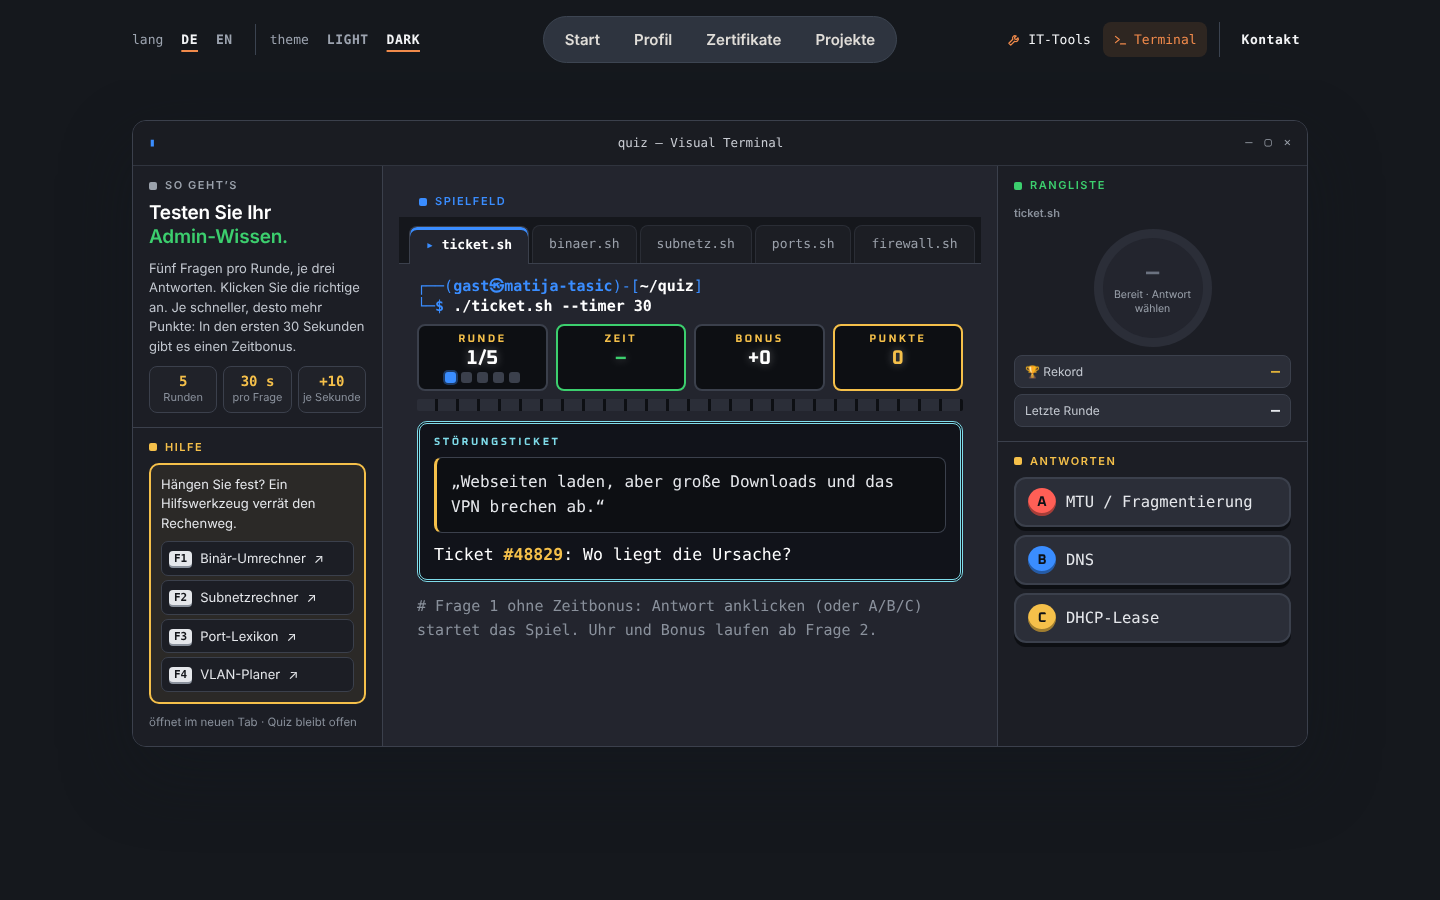 lang DE EN theme LIGHT DARK
Start Profil Zertifikate Projekte
IT-Tools >_ Terminal Kontakt
quiz — Visual Terminal
SO GEHT'S
Testen Sie Ihr
Admin-Wissen.
Fünf Fragen pro Runde, je drei
Antworten. Klicken Sie die richtige
an. Je schneller, desto mehr
Punkte: In den ersten 30 Sekunden
gibt es einen Zeitbonus.
5 30 s +10
Runden pro Frage je Sekunde
HILFE
Hängen Sie fest? Ein
Hilfswerkzeug verrät den
Rechenweg.
F1 Binär-Umrechner ↗
F2 Subnetzrechner ↗
F3 Port-Lexikon ↗
F4 VLAN-Planer ↗
öffnet im neuen Tab · Quiz bleibt offen
SPIELFELD
▸ ticket.sh binaer.sh subnetz.sh ports.sh firewall.sh
┌──(gast㉿matija-tasic)-[~/quiz]
└─$ ./ticket.sh --timer 30
RUNDE ZEIT BONUS PUNKTE
1/5 – +0 0
STÖRUNGSTICKET
„Webseiten laden, aber große Downloads und das
VPN brechen ab.“
Ticket #48829: Wo liegt die Ursache?
# Frage 1 ohne Zeitbonus: Antwort anklicken (oder A/B/C)
startet das Spiel. Uhr und Bonus laufen ab Frage 2.
RANGLISTE
ticket.sh
–
Bereit · Antwort
wählen
🏆 Rekord –
Letzte Runde –
ANTWORTEN
A MTU / Fragmentierung
B DNS
C DHCP-Lease